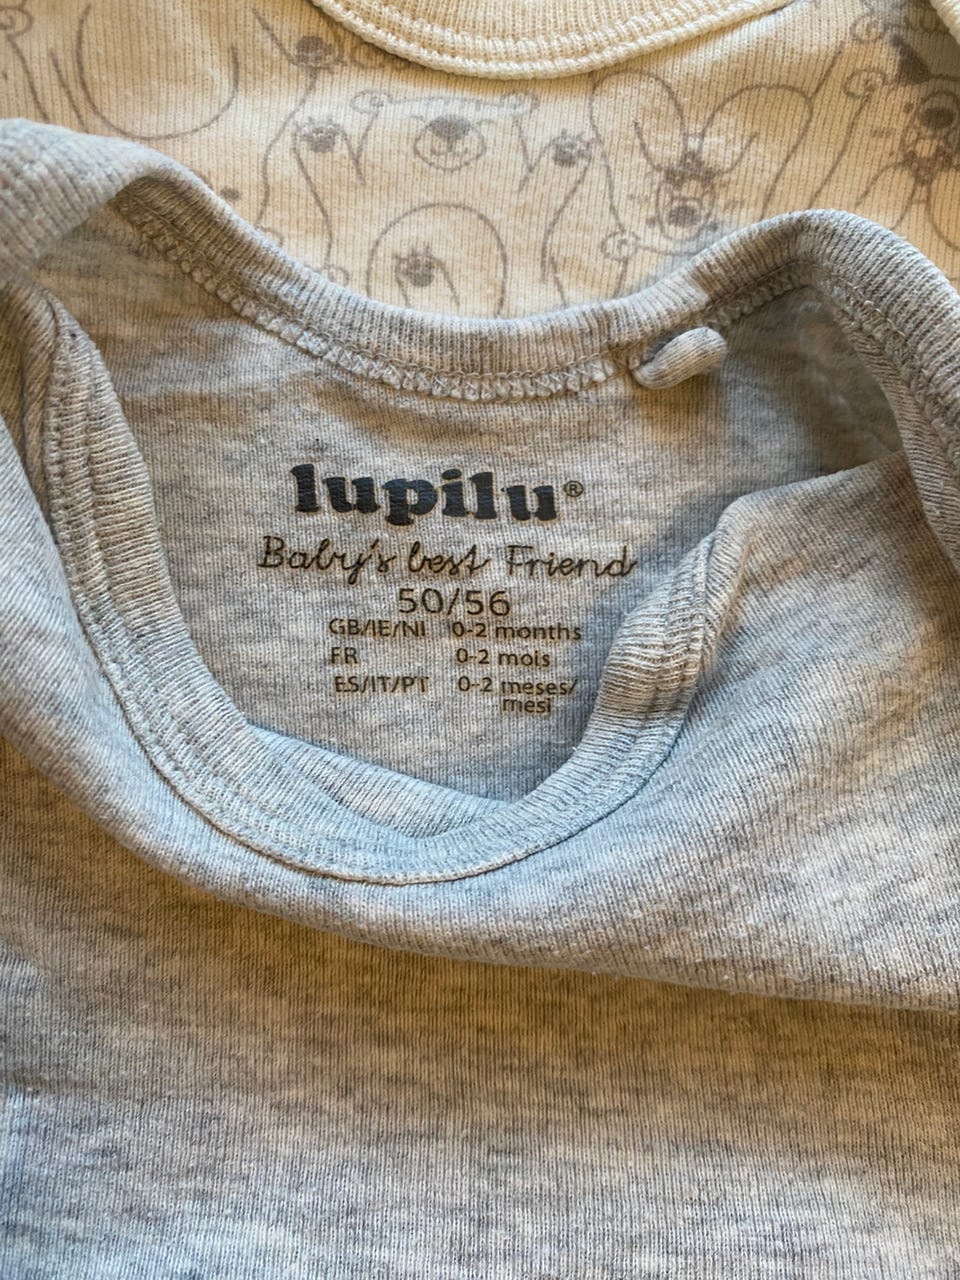 lupilu®
Baby's best Friend
50/56
GB/IE/NI 0-2 months
FR 0-2 mois
ES/IT/PT 0-2 meses/
mesi